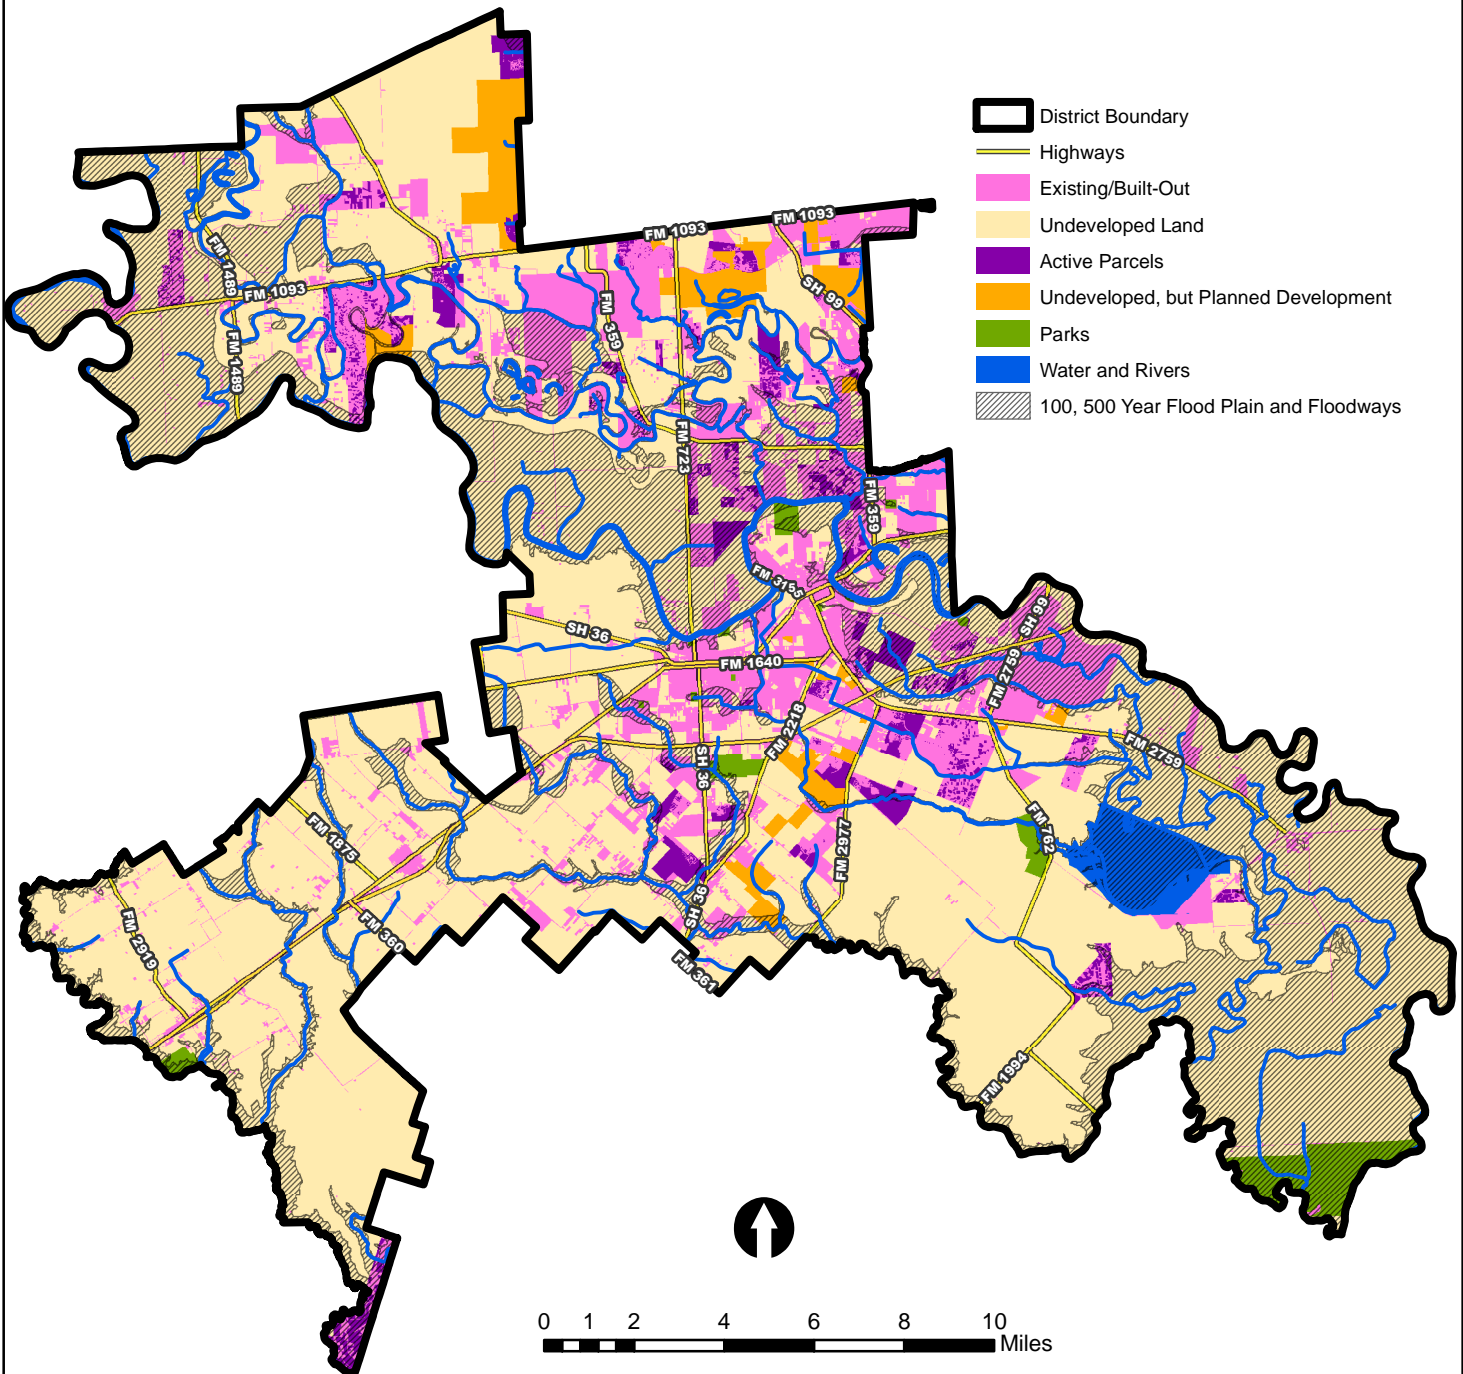 District Boundary
Highways
Existing/Built-Out
Undeveloped Land
Active Parcels
Undeveloped, but Planned Development
Parks
Water and Rivers
100, 500 Year Flood Plain and Floodways
FM 1093
FM 1093
FM 1489
FM 1093
SH 99
FM 359
FM 1489
FM 723
FM 359
FM 3155
SH 36
SH 99
FM 1640
FM 2759
FM 2218
FM 2759
SH 36
FM 1875
FM 2977
FM 762
SH 36
FM 360
FM 2919
FM 361
FM 1994
0 1 2 4 6 8 10
Miles